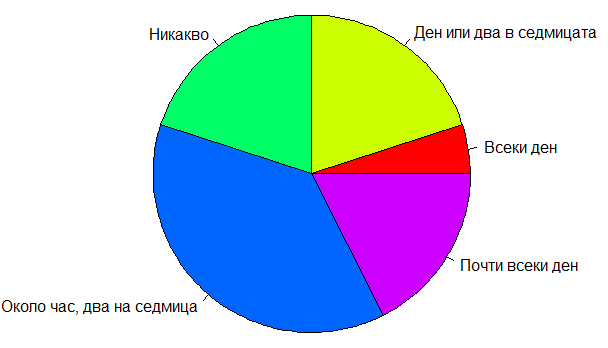 Никакво
Ден или два в седмицата
Всеки ден
Почти всеки ден
Около час, два на седмица